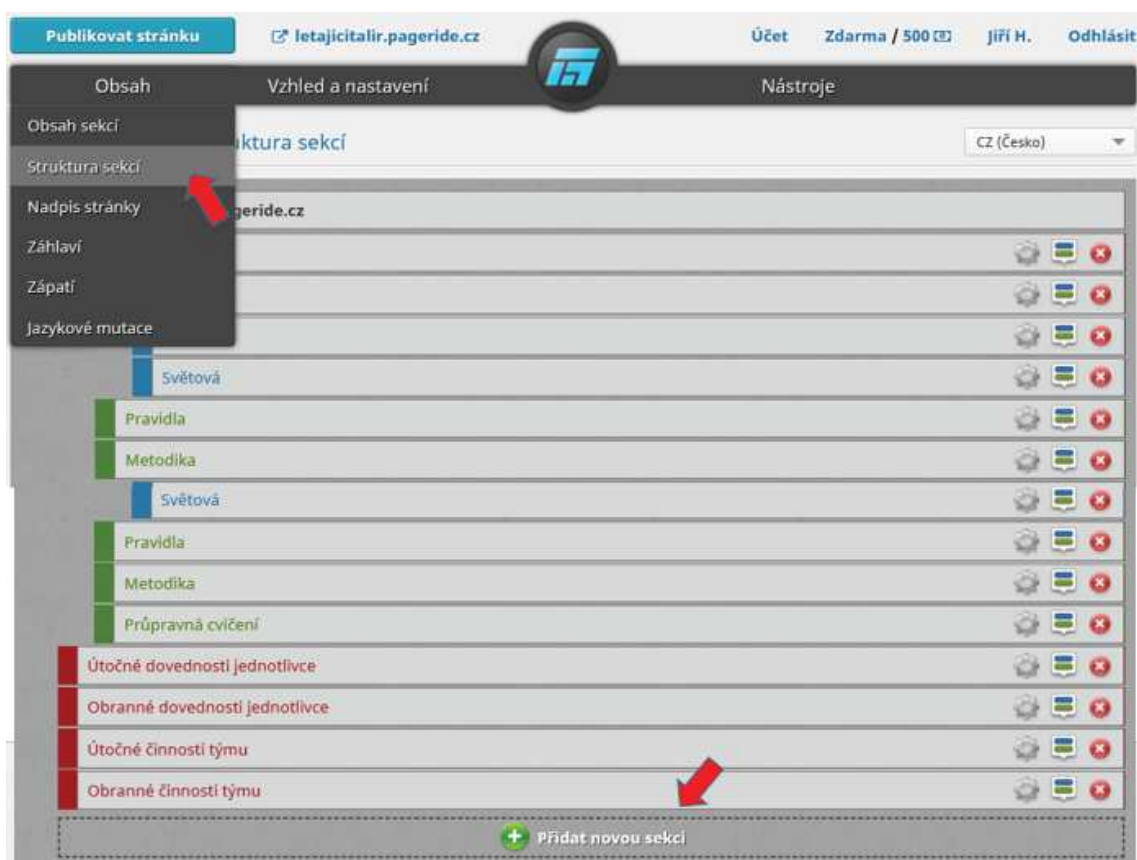 Publikovat stránku letajicitalir.pageride.cz Účet Zdarma / 500 Jiří H. Odhlásit
Obsah Vzhled a nastavení Nástroje
Obsah sekcí
uktura sekcí CZ (Česko)
Struktura sekcí
Nadpis stránky
geride.cz
Záhlaví
Zápatí
Jazykové mutace
Světová
Pravidla
Metodika
Světová
Pravidla
Metodika
Průpravná cvičení
Útočné dovednosti jednotlivce
Obranné dovednosti jednotlivce
Útočné činnosti týmu
Obranné činnosti týmu
Přidat novou sekci